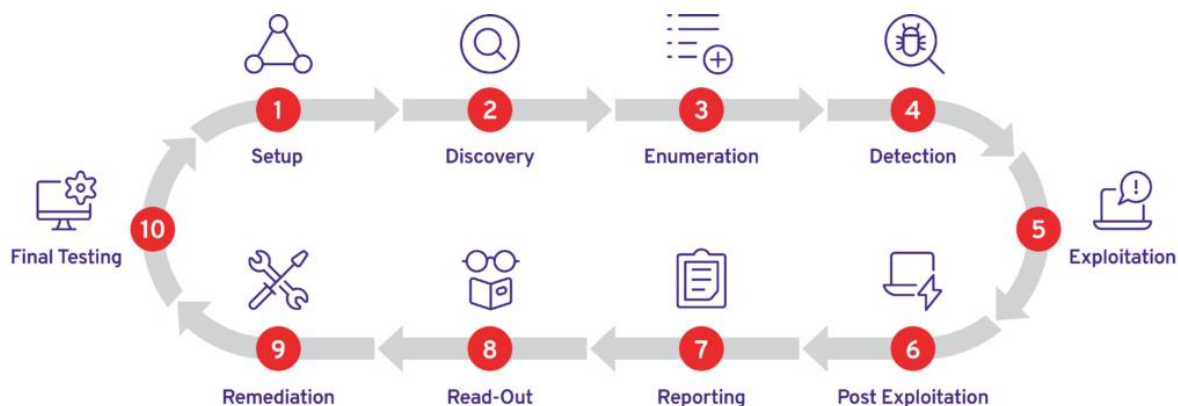 1
Setup
2
Discovery
3
Enumeration
4
Detection
5
Exploitation
6
Post Exploitation
7
Reporting
8
Read-Out
9
Remediation
10
Final Testing